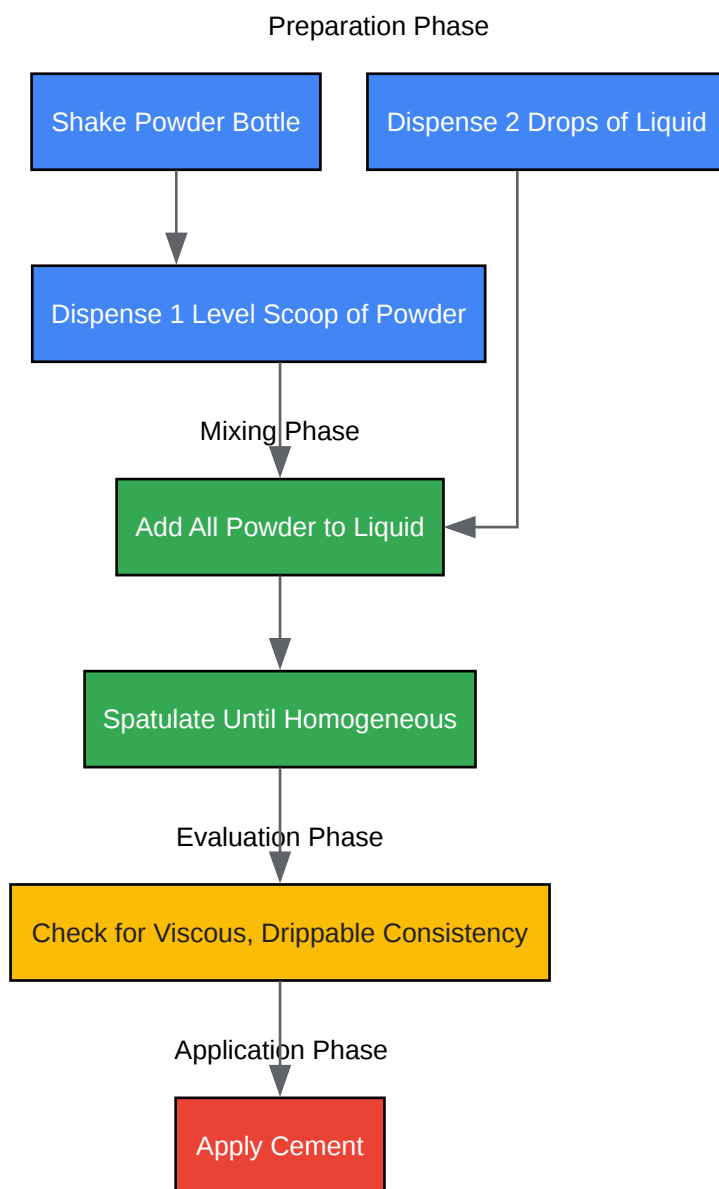 Preparation Phase
Shake Powder Bottle
Dispense 2 Drops of Liquid
Dispense 1 Level Scoop of Powder
Mixing Phase
Add All Powder to Liquid
Spatulate Until Homogeneous
Evaluation Phase
Check for Viscous, Drippable Consistency
Application Phase
Apply Cement